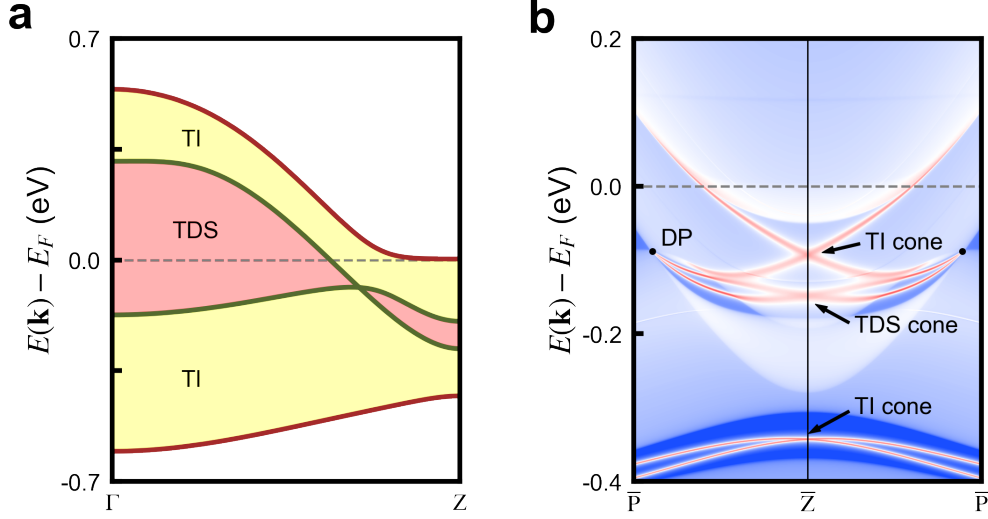 a
0.7
0.0
-0.7
E(k) − E_F (eV)
TI
TDS
TI
Γ
Z
b
0.2
0.0
-0.2
-0.4
E(k) − E_F (eV)
DP
TI cone
TDS cone
TI cone
P̅
Z̅
P̅